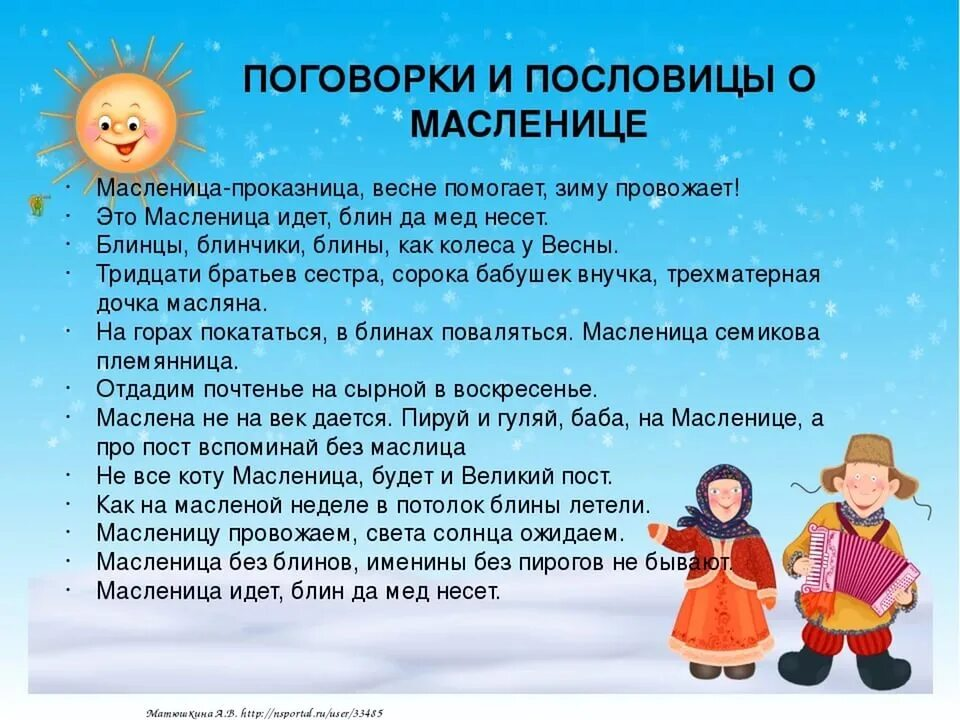 ПОГОВОРКИ И ПОСЛОВИЦЫ О
МАСЛЕНИЦЕ
· Масленица-проказница, весне помогает, зиму провожает!
· Это Масленица идет, блин да мед несет.
· Блинцы, блинчики, блины, как колеса у Весны.
· Тридцати братьев сестра, сорока бабушек внучка, трехматерная
дочка масляна.
· На горах покататься, в блинах поваляться. Масленица семикова
племянница.
· Отдадим почтенье на сырной в воскресенье.
· Маслена не на век дается. Пируй и гуляй, баба, на Масленице, а
про пост вспоминай без маслица
· Не все коту Масленица, будет и Великий пост.
· Как на масленой неделе в потолок блины летели.
· Масленицу провожаем, света солнца ожидаем.
· Масленица без блинов, именины без пирогов не бывают.
· Масленица идет, блин да мед несет.
Матюшкина А.В. http://nsportal.ru/user/33485